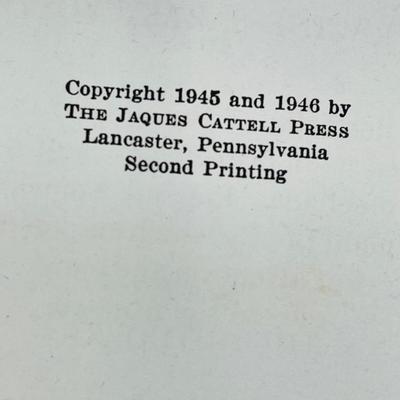 Copyright 1945 and 1946 by
THE JAQUES CATTELL PRESS
Lancaster, Pennsylvania
Second Printing